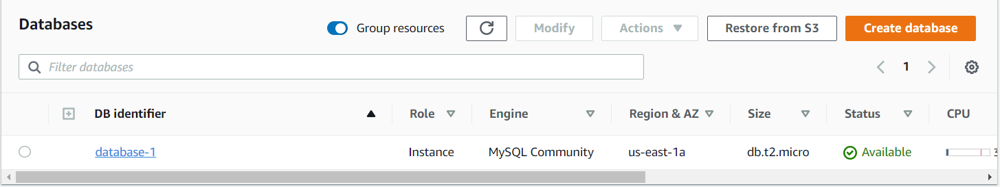 Databases
Group resources
Modify
Actions
Restore from S3
Create database
Filter databases
1
DB identifier Role Engine Region & AZ Size Status CPU
database-1 Instance MySQL Community us-east-1a db.t2.micro Available